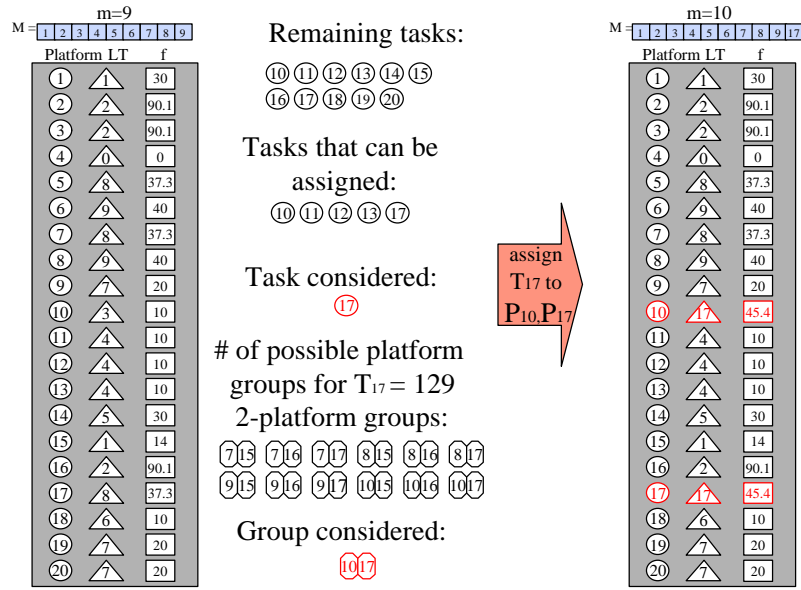 m=9
M = 1 2 3 4 5 6 7 8 9
Platform LT f
1 1 30
2 2 90.1
3 2 90.1
4 0 0
5 8 37.3
6 9 40
7 8 37.3
8 9 40
9 7 20
10 3 10
11 4 10
12 4 10
13 4 10
14 5 30
15 1 14
16 2 90.1
17 8 37.3
18 6 10
19 7 20
20 7 20
Remaining tasks:
10 11 12 13 14 15
16 17 18 19 20
Tasks that can be
assigned:
10 11 12 13 17
Task considered:
17
# of possible platform
groups for T17 = 129
2-platform groups:
7 15 7 16 7 17 8 15 8 16 8 17
9 15 9 16 9 17 10 15 10 16 10 17
Group considered:
10 17
assign
T17 to
P10,P17
m=10
M = 1 2 3 4 5 6 7 8 9 17
Platform LT f
1 1 30
2 2 90.1
3 2 90.1
4 0 0
5 8 37.3
6 9 40
7 8 37.3
8 9 40
9 7 20
10 17 45.4
11 4 10
12 4 10
13 4 10
14 5 30
15 1 14
16 2 90.1
17 17 45.4
18 6 10
19 7 20
20 7 20